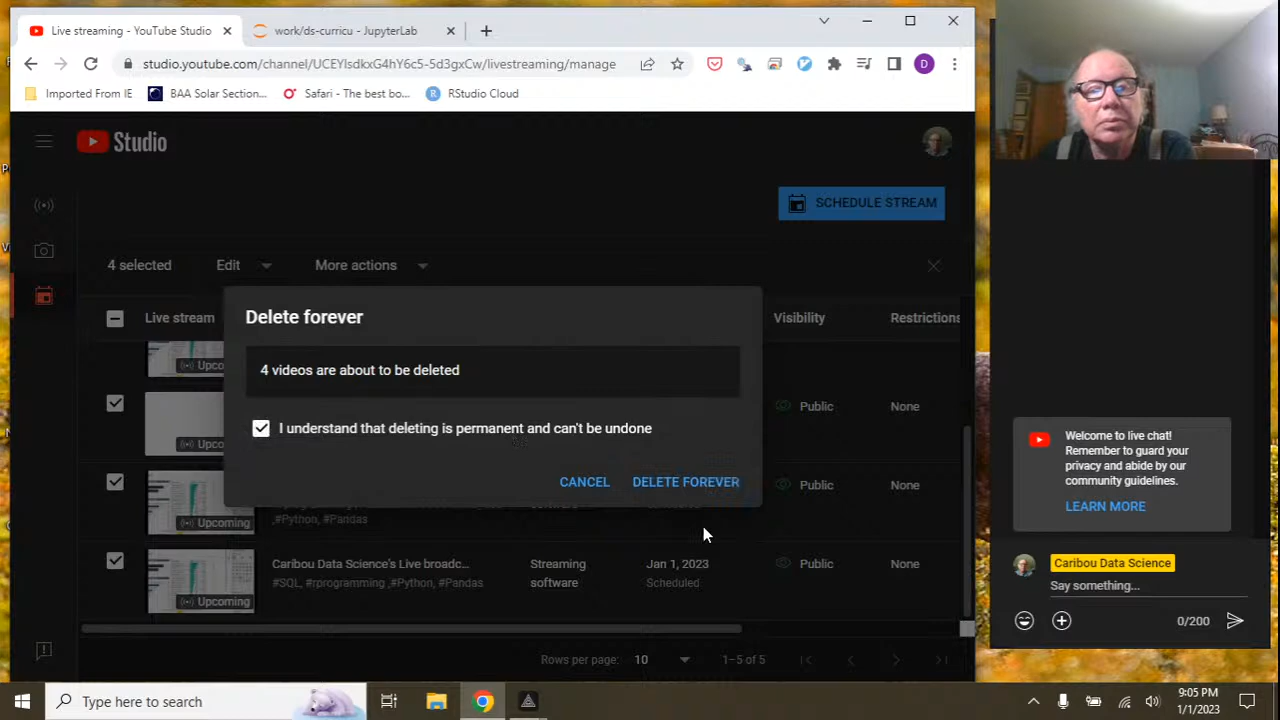 Live streaming - YouTube Studio
work/ds-curricu - JupyterLab
studio.youtube.com/channel/UCEYlsdkxG4hY6c5-5d3gxCw/livestreaming/manage
D
Imported From IE
BAA Solar Section...
Safari - The best bo...
RStudio Cloud
Studio
SCHEDULE STREAM
4 selected
Edit
More actions
Live stream
Visibility
Restrictions
Upco
Delete forever
4 videos are about to be deleted
I understand that deleting is permanent and can't be undone
CANCEL
DELETE FOREVER
Public
None
Upco
Public
None
Upcoming
,#Python, #Pandas
Caribou Data Science's Live broadc...
#SQL, #rprogramming ,#Python, #Pandas
Streaming
software
Jan 1, 2023
Scheduled
Public
None
Upcoming
Rows per page:
10
1–5 of 5
Welcome to live chat!
Remember to guard your
privacy and abide by our
community guidelines.
LEARN MORE
Caribou Data Science
Say something...
0/200
Type here to search
9:05 PM
1/1/2023